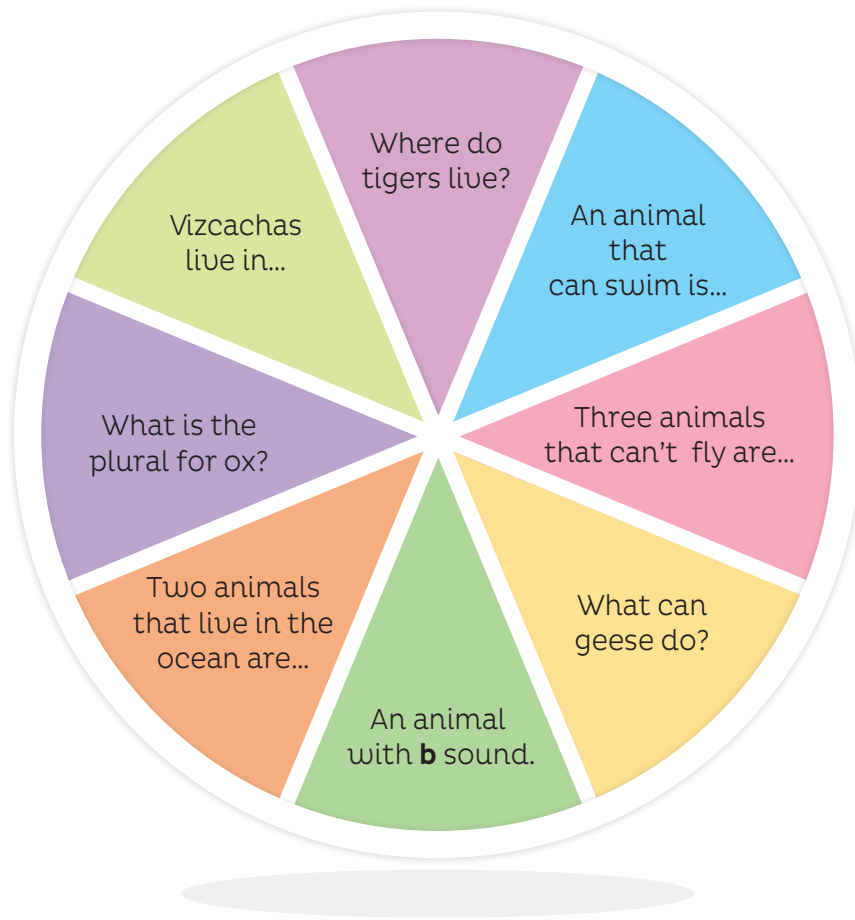 Where do
tigers live?
An animal
that
can swim is...
Three animals
that can't fly are...
What can
geese do?
An animal
with b sound.
Two animals
that live in the
ocean are...
What is the
plural for ox?
Vizcachas
live in...